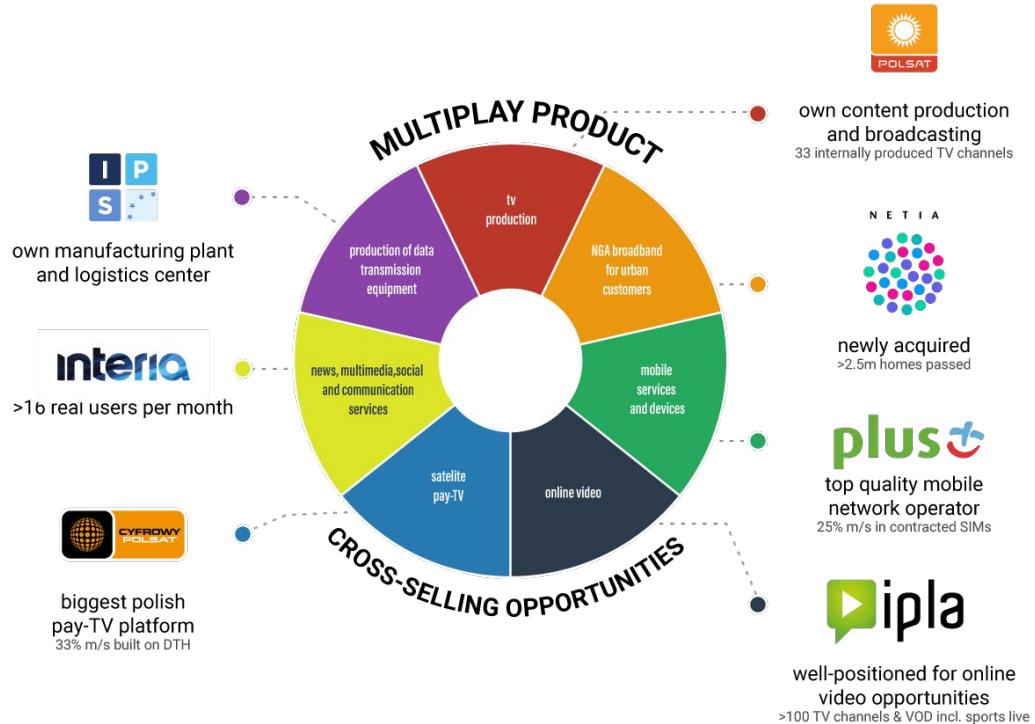 MULTIPLAY PRODUCT
POLSAT
own content production
and broadcasting
33 internally produced TV channels
I P
S
own manufacturing plant
and logistics center
tv
production
production of data
transmission
equipment
NGA broadband
for urban
customers
NETIA
newly acquired
>2.5m homes passed
interia
>16 real users per month
news, multimedia,social
and communication
services
mobile
services
and devices
plus
top quality mobile
network operator
25% m/s in contracted SIMs
satelite
pay-TV
online video
CYFROWY
POLSAT
biggest polish
pay-TV platform
33% m/s built on DTH
CROSS-SELLING OPPORTUNITIES
ipla
well-positioned for online
video opportunities
>100 TV channels & VOD incl. sports live